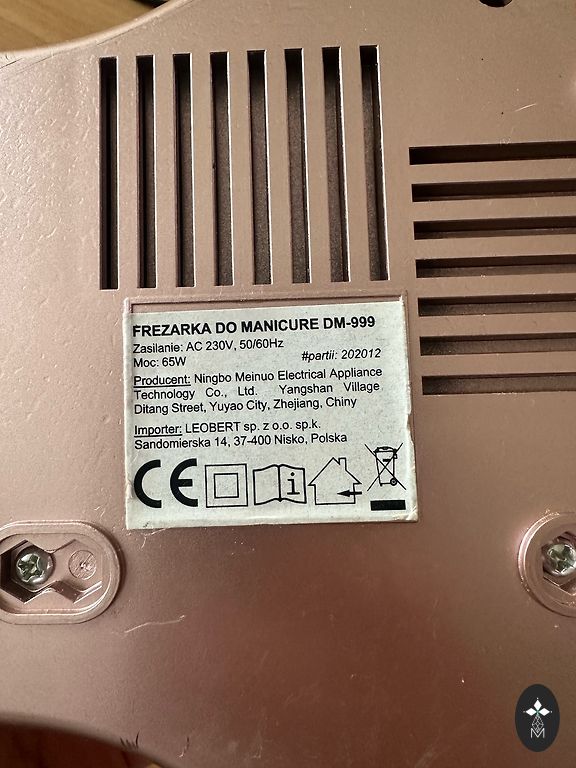 FREZARKA DO MANICURE DM-999
Zasilanie: AC 230V, 50/60Hz
Moc: 65W
#partii: 202012
Producent: Ningbo Meinuo Electrical Appliance
Technology Co., Ltd. Yangshan Village
Ditang Street, Yuyao City, Zhejiang, Chiny
Importer: LEOBERT sp. z o.o. sp.k.
Sandomierska 14, 37-400 Nisko, Polska
CE
i
M